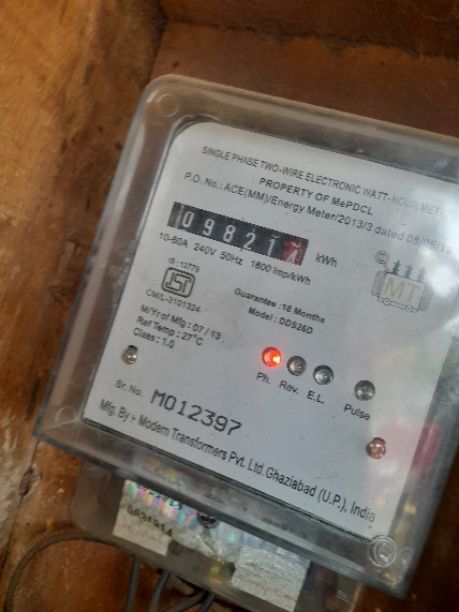 SINGLE PHASE TWO-WIRE ELECTRONIC WATT-HOUR METER
PROPERTY OF MePDCL
P.O. No.: ACE(MM)/Energy Meter/2013/3 dated
09821 kWh
10-60A 240V 50Hz 1600 Imp/kWh
IS : 13779
ISI
CM/L-3101324
Guarantee : 18 Months
Model : DDS26D
M/Yr of Mfg : 07 / 13
Ref Temp : 27°C
Class : 1.0
MT
Ph. Rev. E.L. Pulse
Sr. No. M012397
Mfg. By :- Modern Transformers Pvt. Ltd. Ghaziabad (U.P.), India